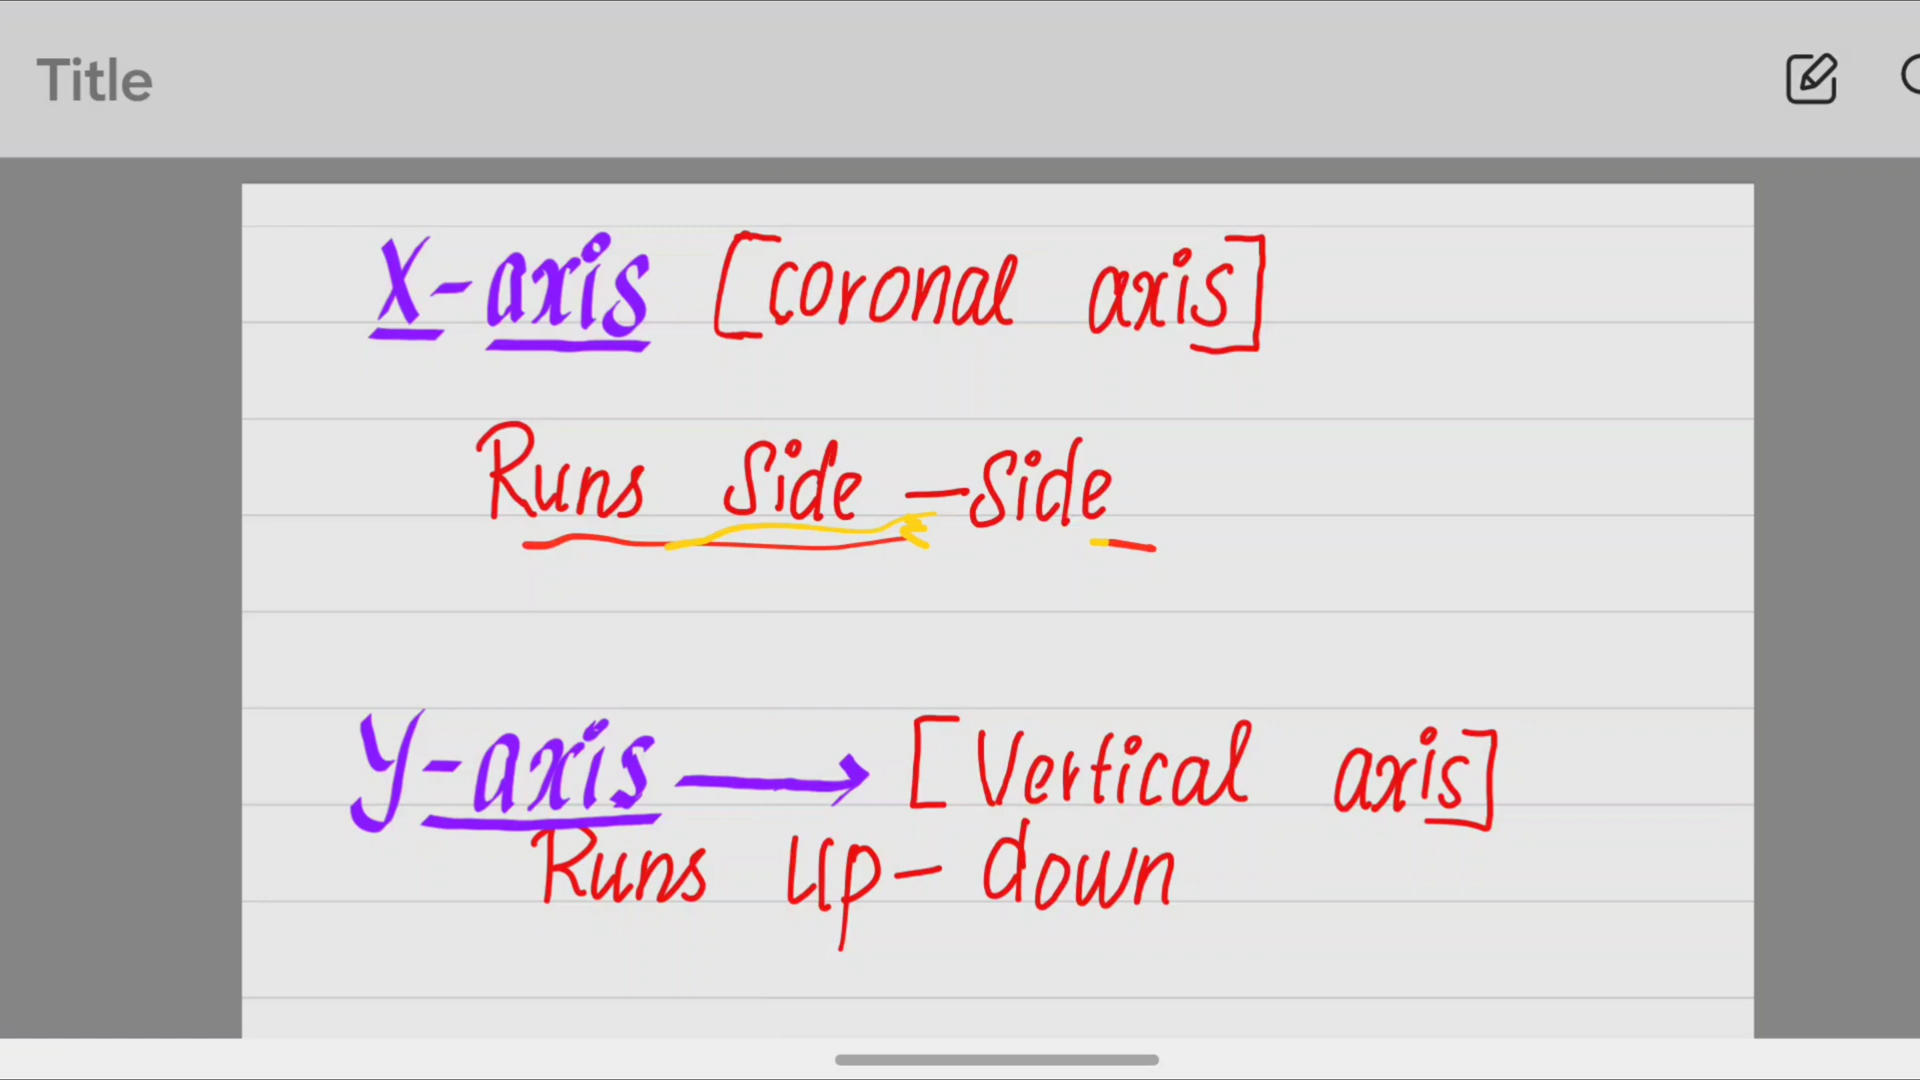 Title
X-axis [coronal axis]
Runs Side-Side
Y-axis → [Vertical axis]
Runs Up-down